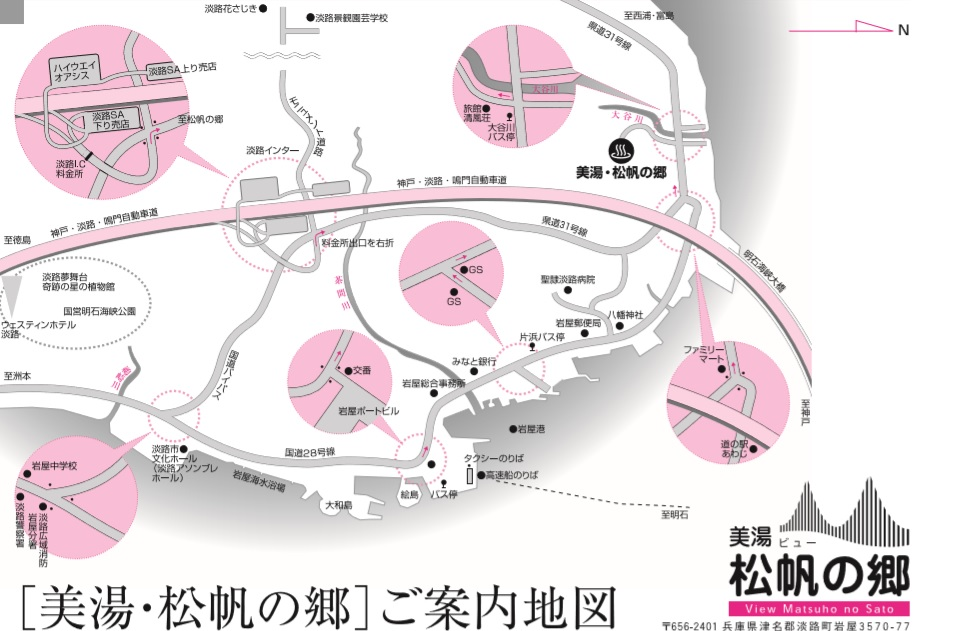 淡路花さじき
淡路景観園芸学校
至西浦・富島
県道31号線
N
ハイウエイ
オアシス
淡路SA上り売店
淡路SA
下り売店
至松帆の郷
淡路I.C
料金所
エレメント道路
淡路インター
大谷川
旅館
清風荘
大谷川
バス停
大谷川
美湯・松帆の郷
神戸・淡路・鳴門自動車道
神戸・淡路・鳴門自動車道
至徳島
県道31号線
料金所出口を右折
明石海峡大橋
淡路夢舞台
奇跡の星の植物館
国営明石海峡公園
ウェスティンホテル
淡路
茶間川
GS
GS
聖隷淡路病院
岩屋郵便局
八幡神社
片浜バス停
みなと銀行
岩屋総合事務所
ファミリー
マート
道の駅
あわじ
至神戸
至洲本
国道バイパス
交番
岩屋ポートビル
岩屋港
淡路市
文化ホール
(淡路アソンブレ
ホール)
国道28号線
岩屋海水浴場
タクシーのりば
高速船のりば
大和島
絵島
バス停
至明石
岩屋中学校
淡路警察署
淡路広域消防
岩屋分署
美湯
ビュー
松帆の郷
View Matsuho no Sato
[美湯・松帆の郷]ご案内地図
〒656-2401 兵庫県津名郡淡路町岩屋3570-77